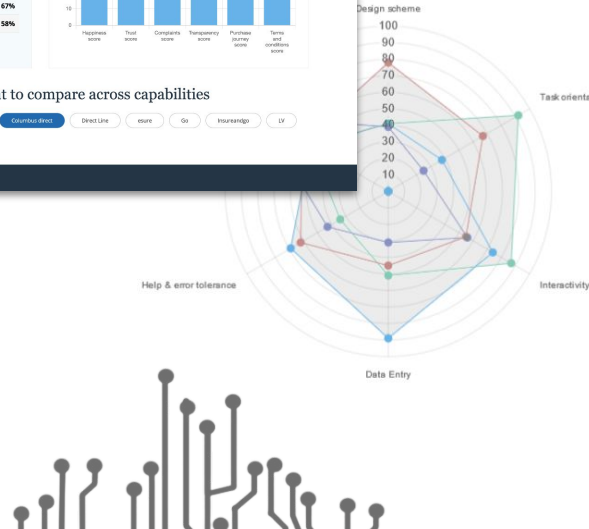 67%
58%
10
0
Happiness score
Trust score
Complaints score
Transparency score
Purchase journey score
Terms and conditions score
t to compare across capabilities
Columbus direct
Direct Line
esure
Go
Insureandgo
LV
Design scheme
100
90
80
70
60
50
40
30
20
10
Task orienta
Interactivity
Data Entry
Help & error tolerance